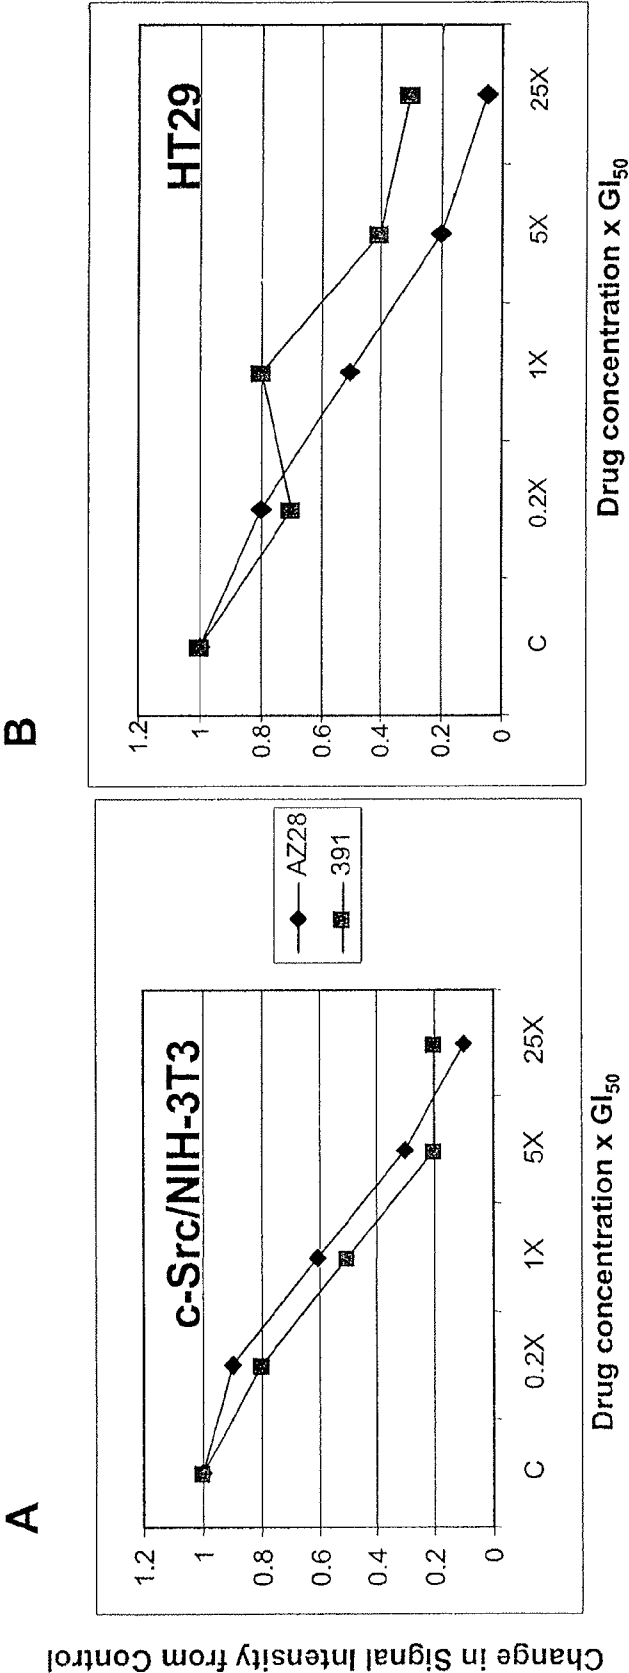 A
Change in Signal Intensity from Control
c-Src/NIH-3T3
1.2
1
0.8
0.6
0.4
0.2
0
C 0.2X 1X 5X 25X
Drug concentration x GI50
AZ28
391
B
HT29
1.2
1
0.8
0.6
0.4
0.2
0
C 0.2X 1X 5X 25X
Drug concentration x GI50